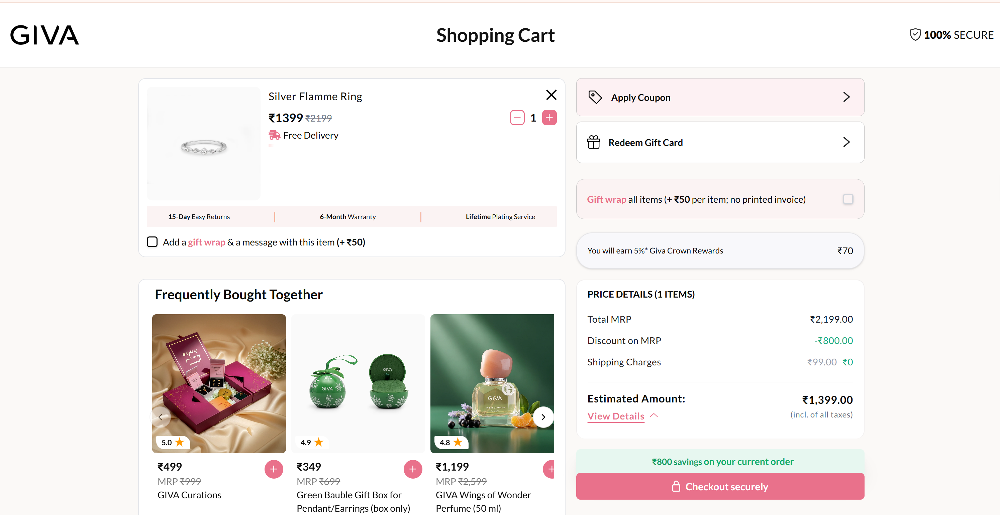 GIVA
Shopping Cart
100% SECURE
Silver Flamme Ring
₹1399 ₹2199
1
Free Delivery
15-Day Easy Returns
6-Month Warranty
Lifetime Plating Service
Add a gift wrap & a message with this item (+ ₹50)
Frequently Bought Together
To light up
your every
moment!
5.0
₹499
MRP ₹999
GIVA Curations
GIVA
GIVA
4.9
₹349
MRP ₹699
Green Bauble Gift Box for
Pendant/Earrings (box only)
GIVA
Wings of Wonder
4.8
₹1,199
MRP ₹2,599
GIVA Wings of Wonder
Perfume (50 ml)
Apply Coupon
Redeem Gift Card
Gift wrap all items (+ ₹50 per item; no printed invoice)
You will earn 5%* Giva Crown Rewards
₹70
PRICE DETAILS (1 ITEMS)
Total MRP ₹2,199.00
Discount on MRP -₹800.00
Shipping Charges ₹99.00 ₹0
Estimated Amount: ₹1,399.00
View Details (incl. of all taxes)
₹800 savings on your current order
Checkout securely